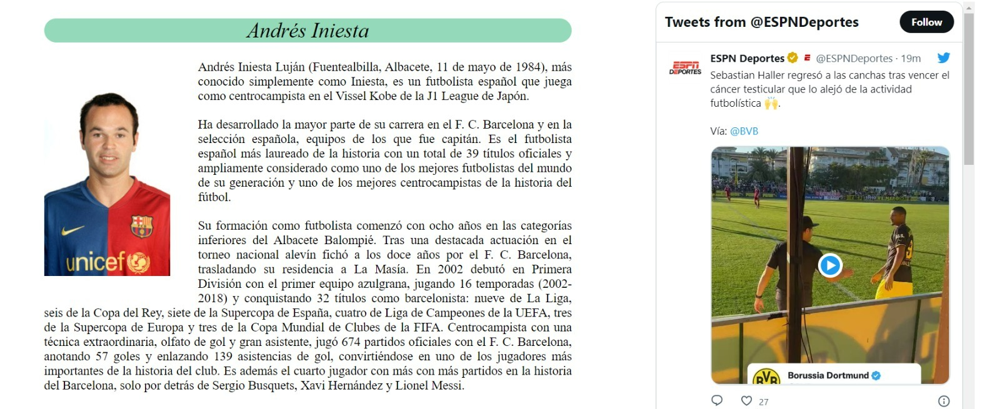 Andrés Iniesta
Andrés Iniesta Luján (Fuentealbilla, Albacete, 11 de mayo de 1984), más
conocido simplemente como Iniesta, es un futbolista español que juega
como centrocampista en el Vissel Kobe de la J1 League de Japón.
Ha desarrollado la mayor parte de su carrera en el F. C. Barcelona y en la
selección española, equipos de los que fue capitán. Es el futbolista
español más laureado de la historia con un total de 39 títulos oficiales y
ampliamente considerado como uno de los mejores futbolistas del mundo
de su generación y uno de los mejores centrocampistas de la historia del
fútbol.
Su formación como futbolista comenzó con ocho años en las categorías
inferiores del Albacete Balompié. Tras una destacada actuación en el
torneo nacional alevín fichó a los doce años por el F. C. Barcelona,
trasladando su residencia a La Masía. En 2002 debutó en Primera
División con el primer equipo azulgrana, jugando 16 temporadas (2002-
2018) y conquistando 32 títulos como barcelonista: nueve de La Liga,
seis de la Copa del Rey, siete de la Supercopa de España, cuatro de Liga de Campeones de la UEFA, tres
de la Supercopa de Europa y tres de la Copa Mundial de Clubes de la FIFA. Centrocampista con una
técnica extraordinaria, olfato de gol y gran asistente, jugó 674 partidos oficiales con el F. C. Barcelona,
anotando 57 goles y enlazando 139 asistencias de gol, convirtiéndose en uno de los jugadores más
importantes de la historia del club. Es además el cuarto jugador con más con más partidos en la historia
del Barcelona, solo por detrás de Sergio Busquets, Xavi Hernández y Lionel Messi.
unicef
Tweets from @ESPNDeportes
Follow
ESPN
DEPORTES
ESPN Deportes @ESPNDeportes · 19m
Sebastian Haller regresó a las canchas tras vencer el
cáncer testicular que lo alejó de la actividad
futbolística 🙌.
Vía: @BVB
BVB
Borussia Dortmund
27